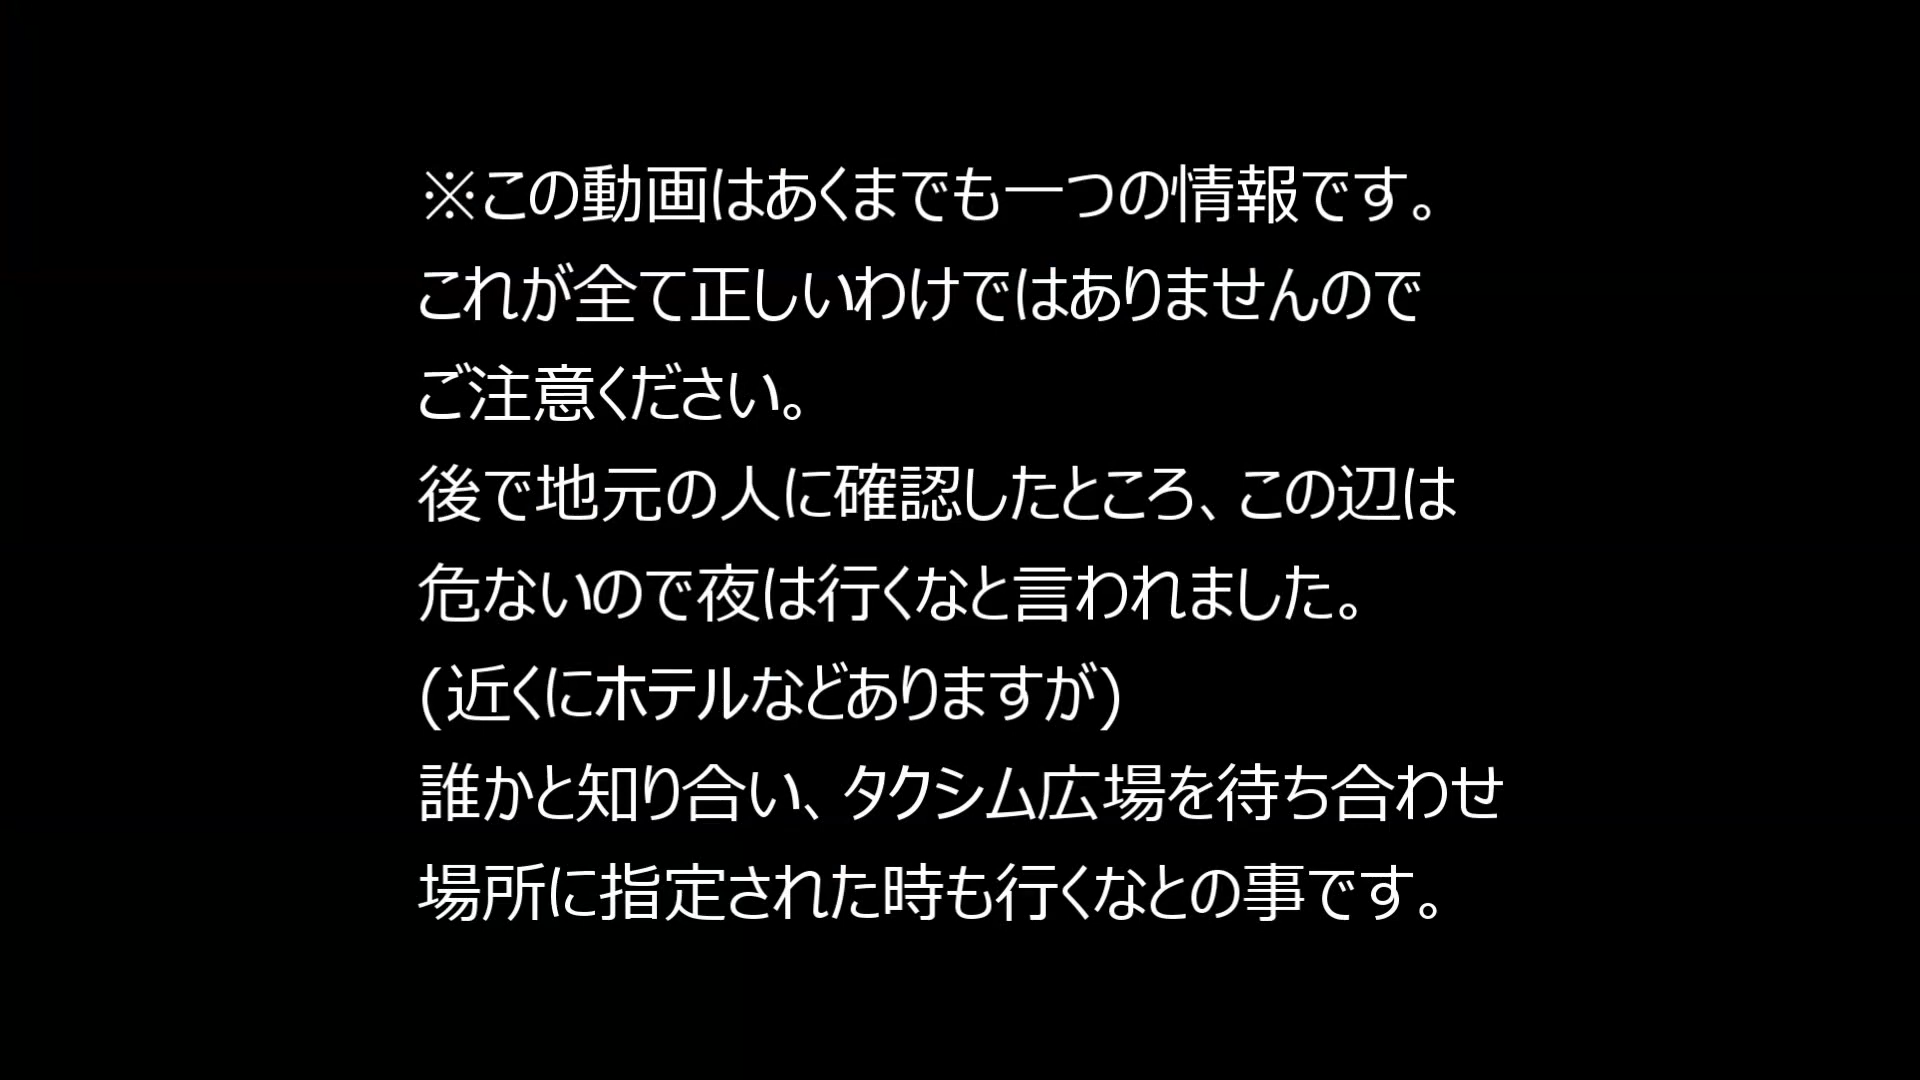 ※この動画はあくまでも一つの情報です。
これが全て正しいわけではありませんので
ご注意ください。
後で地元の人に確認したところ、この辺は
危ないので夜は行くなと言われました。
(近くにホテルなどありますが)
誰かと知り合い、タクシム広場を待ち合わせ
場所に指定された時も行くなとの事です。